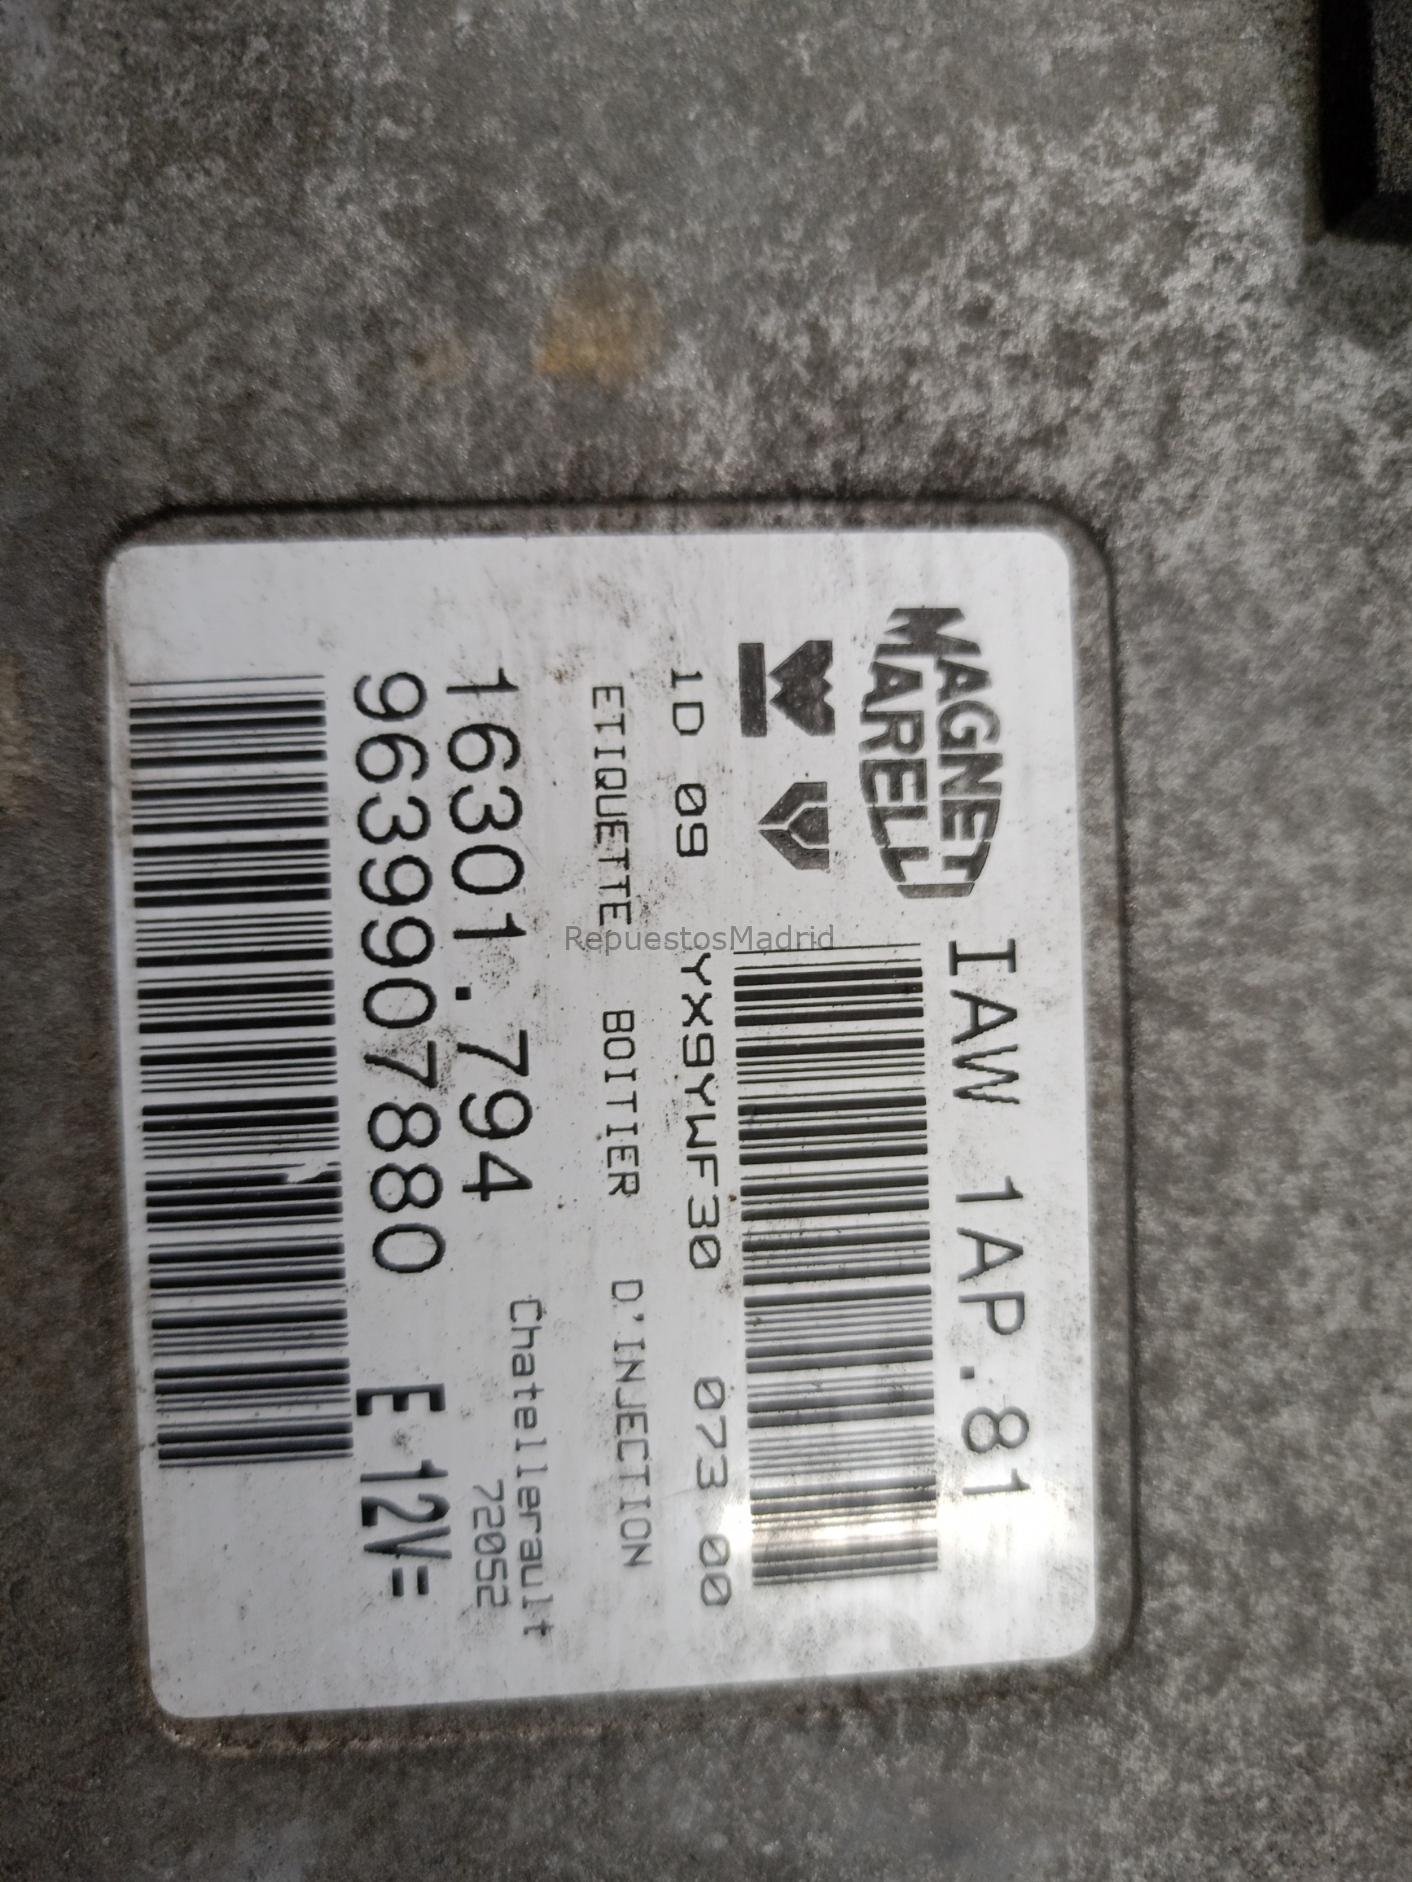 MAGNETI
MARELLI
IAW 1AP.81
1D 09 YX9YWF30 073 00
ETIQUETTE BOITIER D'INJECTION
16301.794
Chatellerault
72052
9639907880 E 12V=
RepuestosMadrid